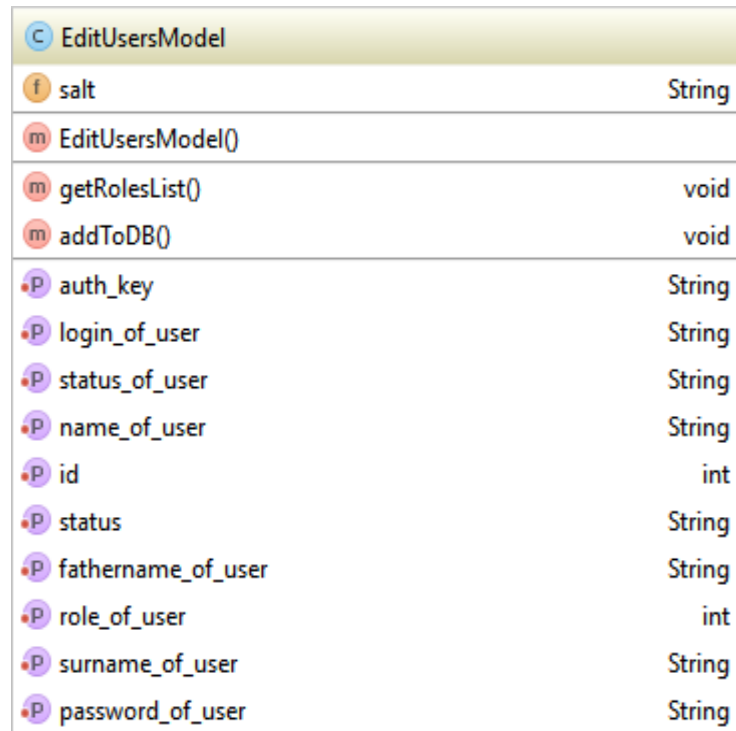 C EditUsersModel
f salt String
m EditUsersModel()
m getRolesList() void
m addToDB() void
P auth_key String
P login_of_user String
P status_of_user String
P name_of_user String
P id int
P status String
P fathername_of_user String
P role_of_user int
P surname_of_user String
P password_of_user String